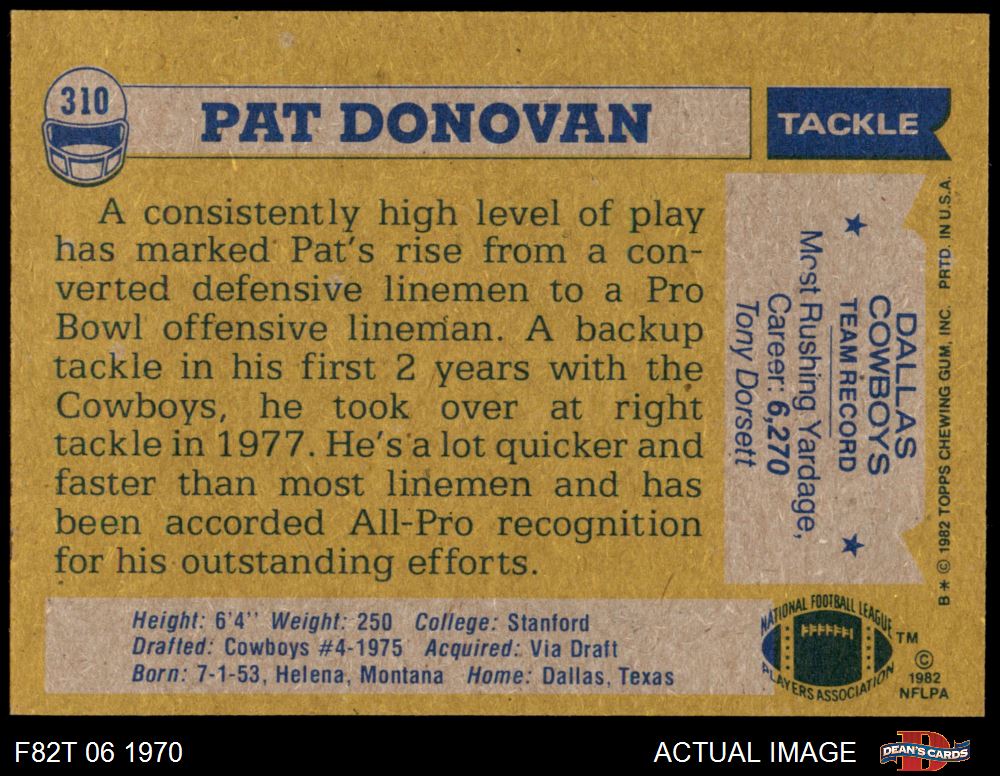 310
PAT DONOVAN
TACKLE
A consistently high level of play
has marked Pat's rise from a con-
verted defensive linemen to a Pro
Bowl offensive lineman. A backup
tackle in his first 2 years with the
Cowboys, he took over at right
tackle in 1977. He's a lot quicker and
faster than most linemen and has
been accorded All-Pro recognition
for his outstanding efforts.
DALLAS
COWBOYS
TEAM RECORD
Most Rushing Yardage,
Career: 6,270
Tony Dorsett
B* © 1982 TOPPS CHEWING GUM, INC. PRTD. IN U.S.A.
Height: 6'4'' Weight: 250 College: Stanford
Drafted: Cowboys #4-1975 Acquired: Via Draft
Born: 7-1-53, Helena, Montana Home: Dallas, Texas
NATIONAL FOOTBALL LEAGUE
PLAYERS ASSOCIATION
TM
©
1982
NFLPA
F82T 06 1970
ACTUAL IMAGE
DEAN'S CARDS